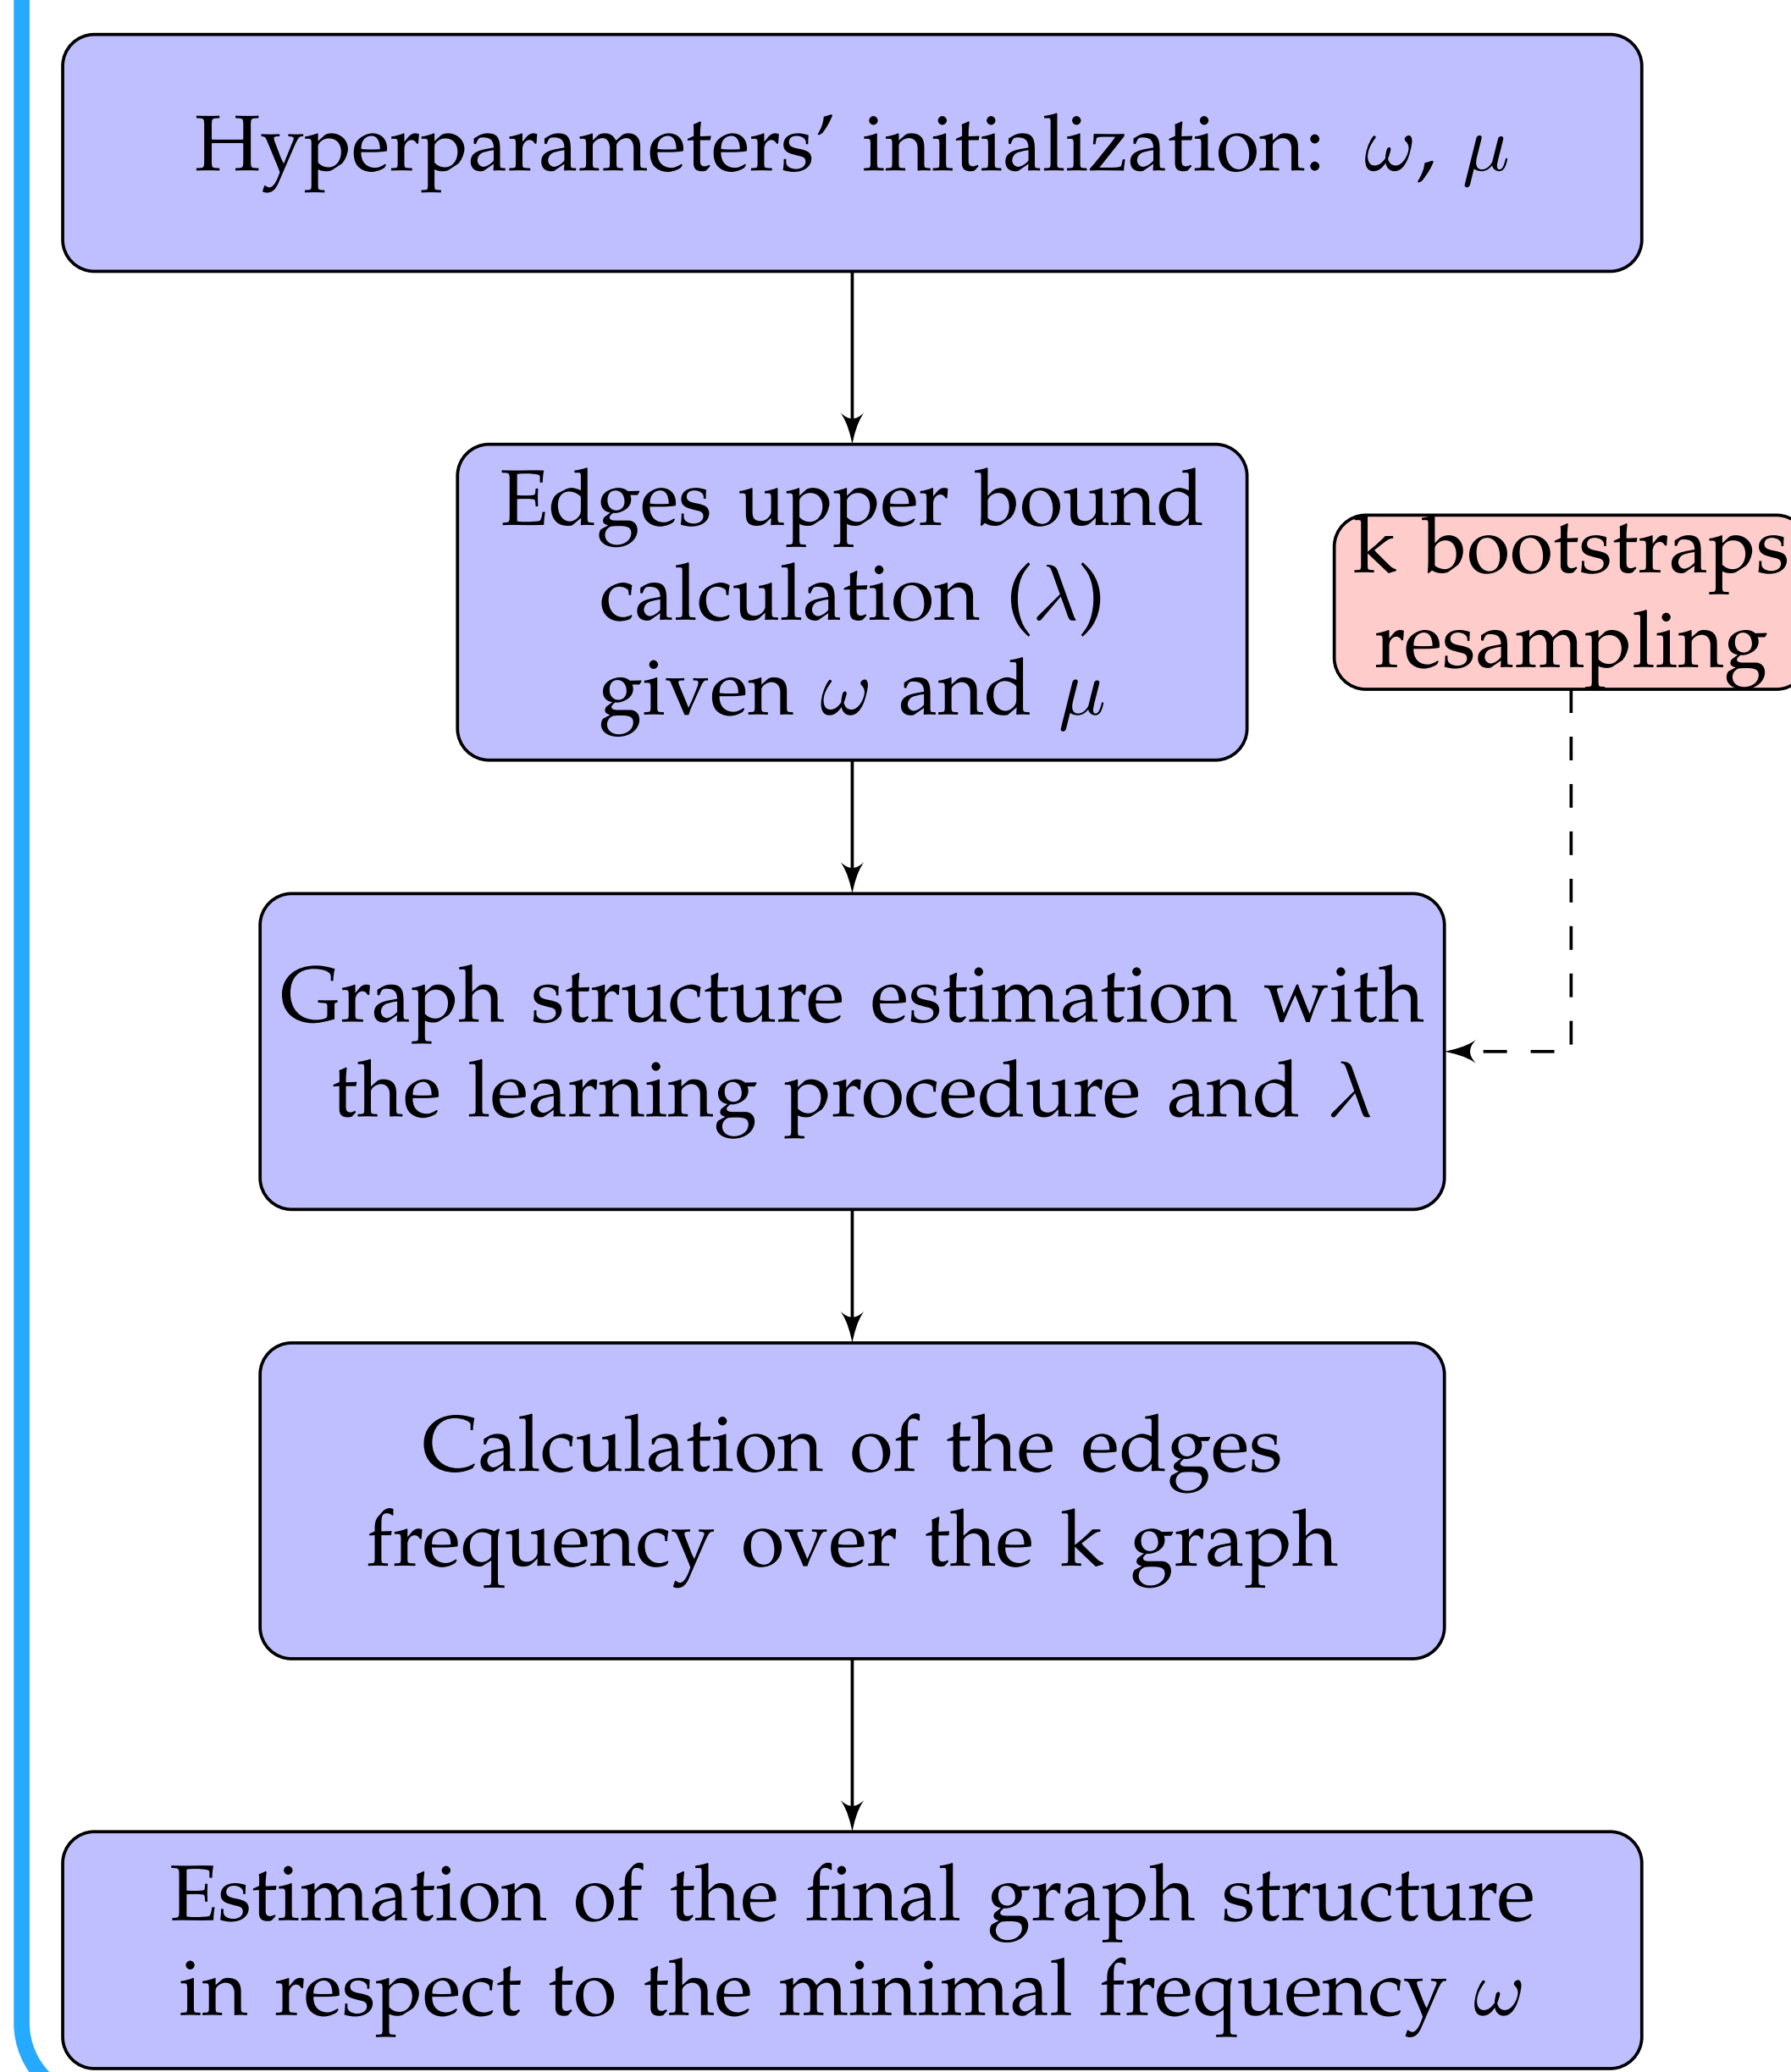 Hyperparameters’ initialization: ω, μ
Edges upper bound
calculation (λ)
given ω and μ
k bootstraps
resampling
Graph structure estimation with
the learning procedure and λ
Calculation of the edges
frequency over the k graph
Estimation of the final graph structure
in respect to the minimal frequency ω